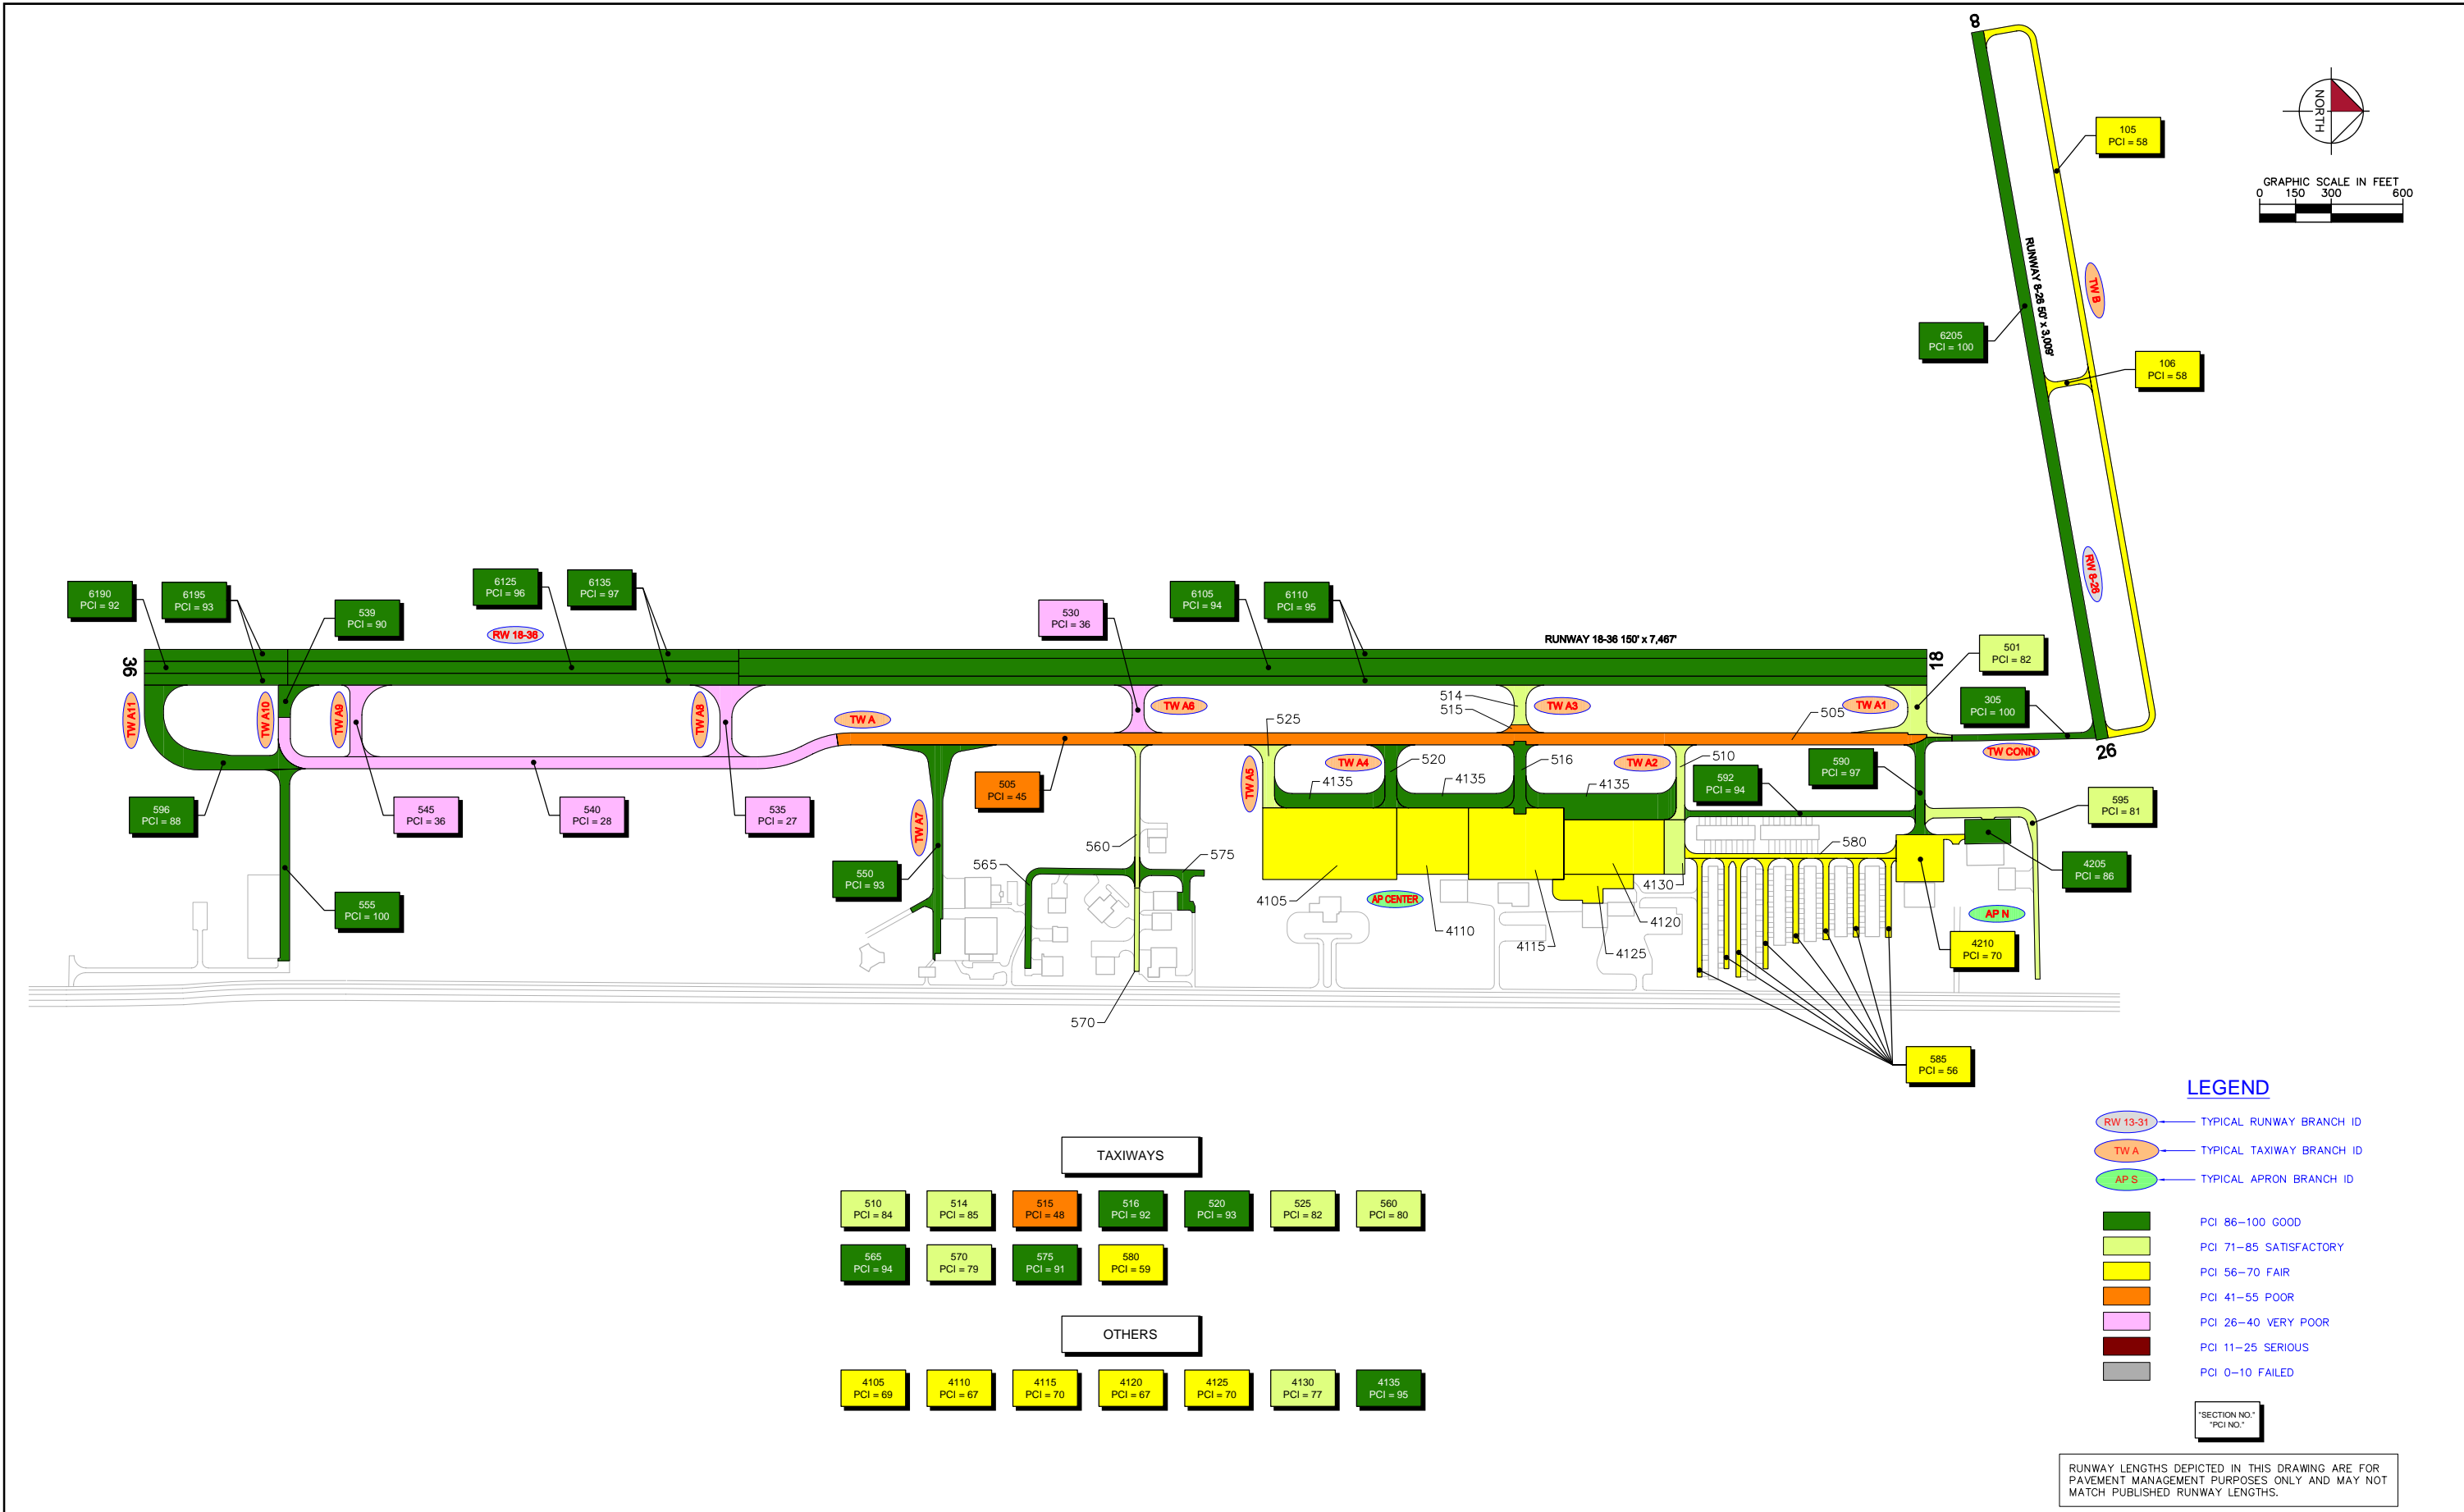 8
NORTH
105
PCI = 58
GRAPHIC SCALE IN FEET
0 150 300 600
RUNWAY 8-26 50' x 3,009'
TW B
6205
PCI = 100
106
PCI = 58
RW 8-26
26
6190
PCI = 92
6195
PCI = 93
539
PCI = 90
6125
PCI = 96
6135
PCI = 97
530
PCI = 36
6105
PCI = 94
6110
PCI = 95
RW 18-36
RUNWAY 18-36 150' x 7,467'
36
18
501
PCI = 82
305
PCI = 100
TW CONN
TW A11
TW A10
TW A9
TW A8
TW A
TW A6
514
515
TW A3
505
TW A1
525
TW A5
TW A4
520
516
TW A2
510
4135
4135
4135
592
PCI = 94
590
PCI = 97
595
PCI = 81
596
PCI = 88
545
PCI = 36
540
PCI = 28
535
PCI = 27
505
PCI = 45
TW A7
550
PCI = 93
555
PCI = 100
560
565
575
570
580
4105
AP CENTER
4110
4115
4125
4120
4130
4205
PCI = 86
AP N
4210
PCI = 70
585
PCI = 56
TAXIWAYS
510
PCI = 84
514
PCI = 85
515
PCI = 48
516
PCI = 92
520
PCI = 93
525
PCI = 82
560
PCI = 80
565
PCI = 94
570
PCI = 79
575
PCI = 91
580
PCI = 59
OTHERS
4105
PCI = 69
4110
PCI = 67
4115
PCI = 70
4120
PCI = 67
4125
PCI = 70
4130
PCI = 77
4135
PCI = 95
LEGEND
RW 13-31 TYPICAL RUNWAY BRANCH ID
TW A TYPICAL TAXIWAY BRANCH ID
AP S TYPICAL APRON BRANCH ID
PCI 86-100 GOOD
PCI 71-85 SATISFACTORY
PCI 56-70 FAIR
PCI 41-55 POOR
PCI 26-40 VERY POOR
PCI 11-25 SERIOUS
PCI 0-10 FAILED
"SECTION NO."
"PCI NO."
RUNWAY LENGTHS DEPICTED IN THIS DRAWING ARE FOR
PAVEMENT MANAGEMENT PURPOSES ONLY AND MAY NOT
MATCH PUBLISHED RUNWAY LENGTHS.